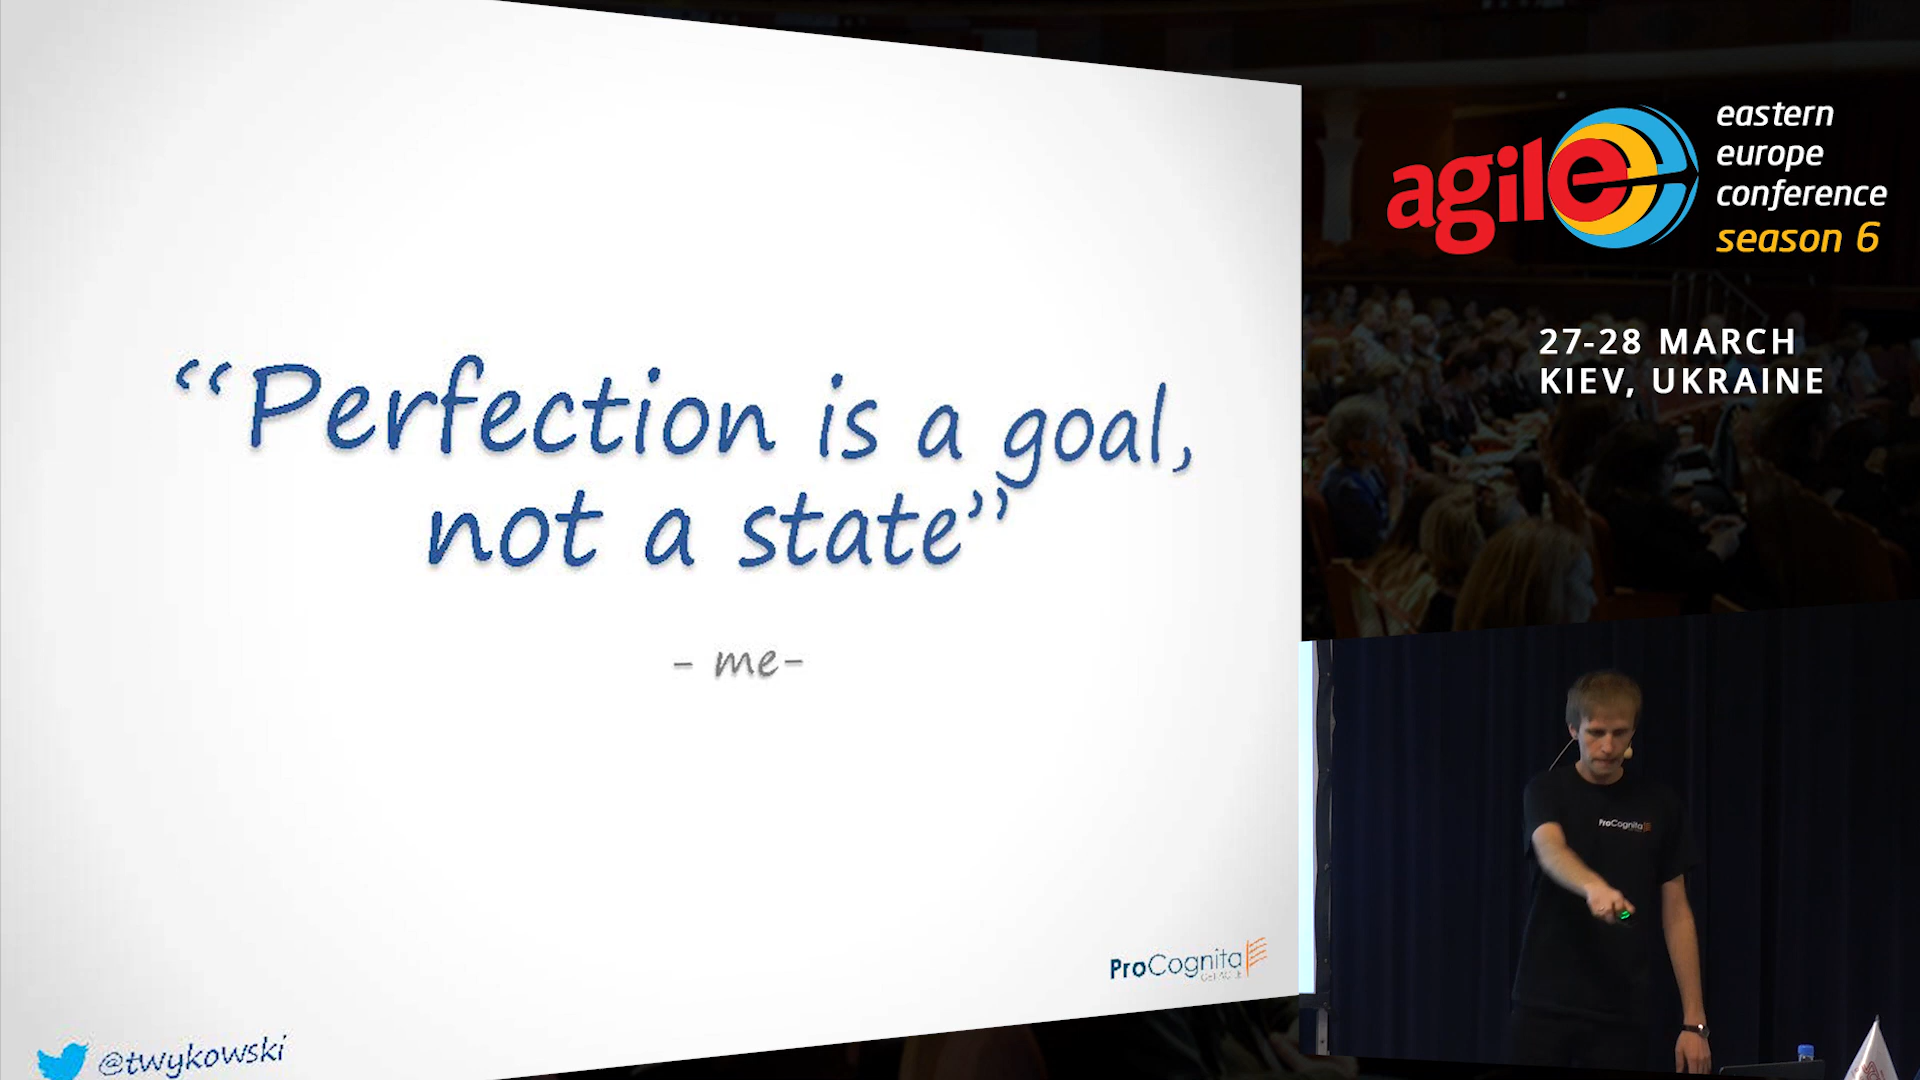 “Perfection is a goal,
not a state”
- me-
ProCognita
@twykowski
agile
eastern
europe
conference
season 6
27-28 MARCH
KIEV, UKRAINE
ProCognita